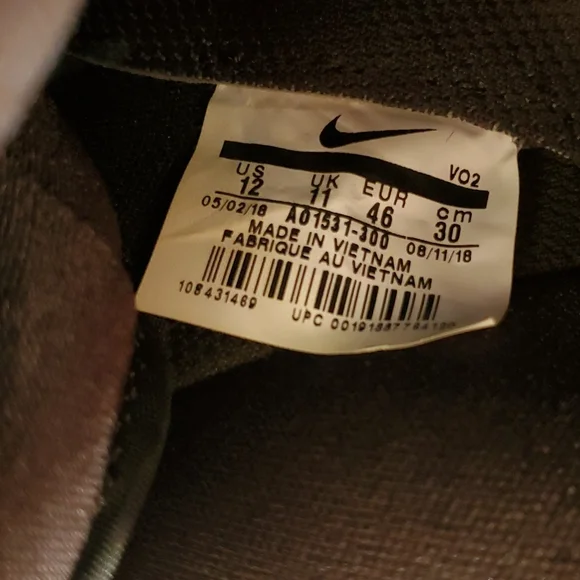 VO2
US UK EUR cm
12 11 46 30
05/02/18 AO1531-300 08/11/18
MADE IN VIETNAM
FABRIQUE AU VIETNAM
108431469 UPC